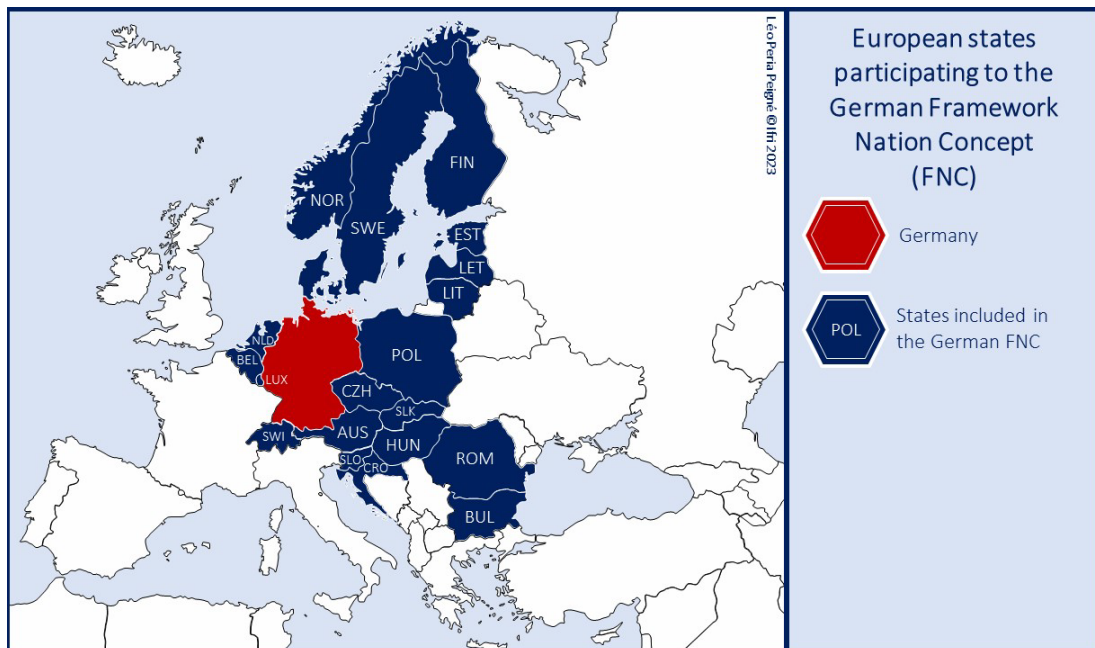 European states
participating to the
German Framework
Nation Concept
(FNC)
Germany
POL
States included in
the German FNC
Léo Peria Peigné ©Ifri 2023
FIN
NOR
SWE
EST
LET
LIT
NLD
BEL
POL
LUX
CZH
SLK
SWI
AUS
HUN
SLO
CRO
ROM
BUL